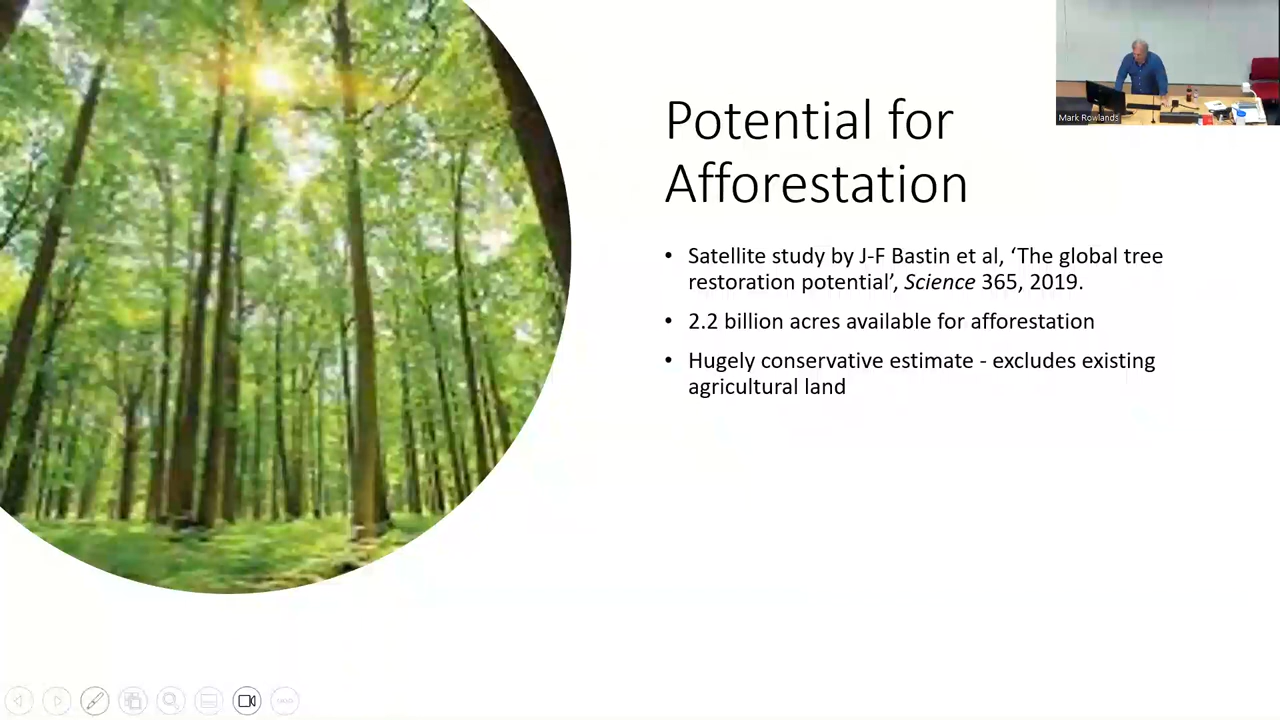 Mark Rowlands
Potential for
Afforestation
• Satellite study by J-F Bastin et al, ‘The global tree
restoration potential’, Science 365, 2019.
• 2.2 billion acres available for afforestation
• Hugely conservative estimate - excludes existing
agricultural land